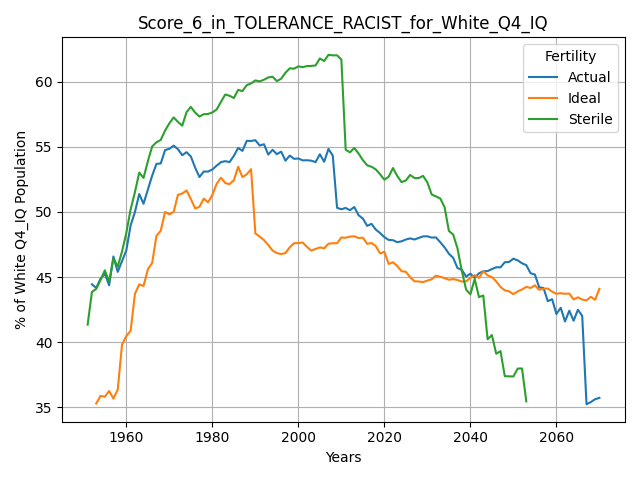 Score_6_in_TOLERANCE_RACIST_for_White_Q4_IQ
Fertility
Actual
Ideal
Sterile
% of White Q4_IQ Population
60
55
50
45
40
35
1960
1980
2000
2020
2040
2060
Years